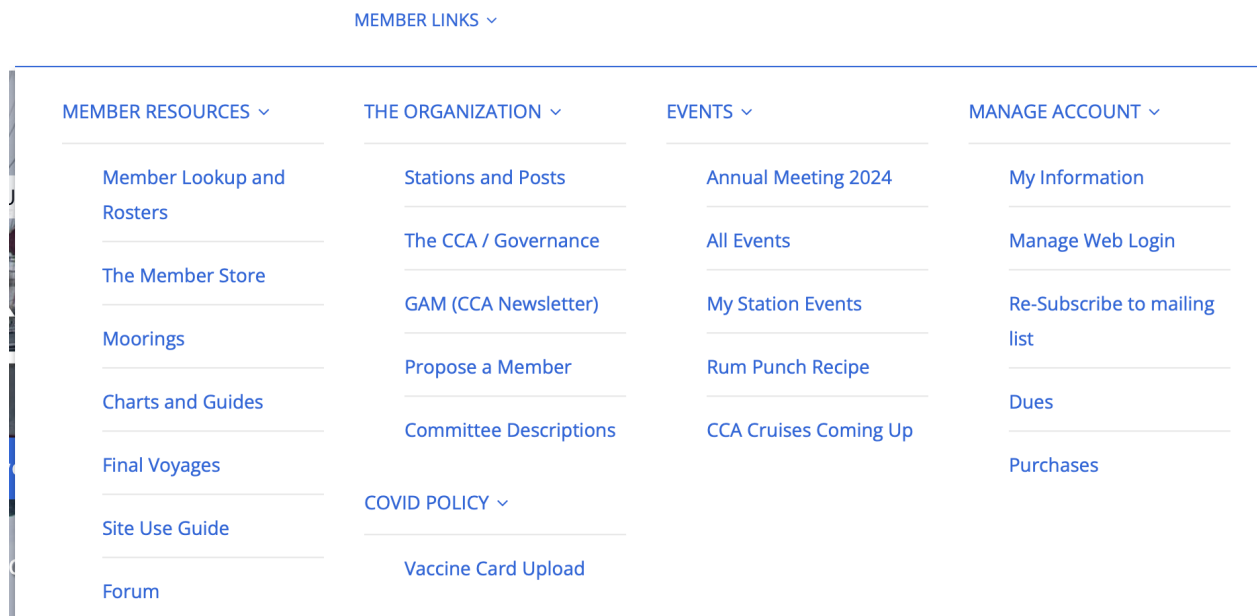 MEMBER LINKS
MEMBER RESOURCES
Member Lookup and
Rosters
The Member Store
Moorings
Charts and Guides
Final Voyages
Site Use Guide
Forum
THE ORGANIZATION
Stations and Posts
The CCA / Governance
GAM (CCA Newsletter)
Propose a Member
Committee Descriptions
COVID POLICY
Vaccine Card Upload
EVENTS
Annual Meeting 2024
All Events
My Station Events
Rum Punch Recipe
CCA Cruises Coming Up
MANAGE ACCOUNT
My Information
Manage Web Login
Re-Subscribe to mailing
list
Dues
Purchases